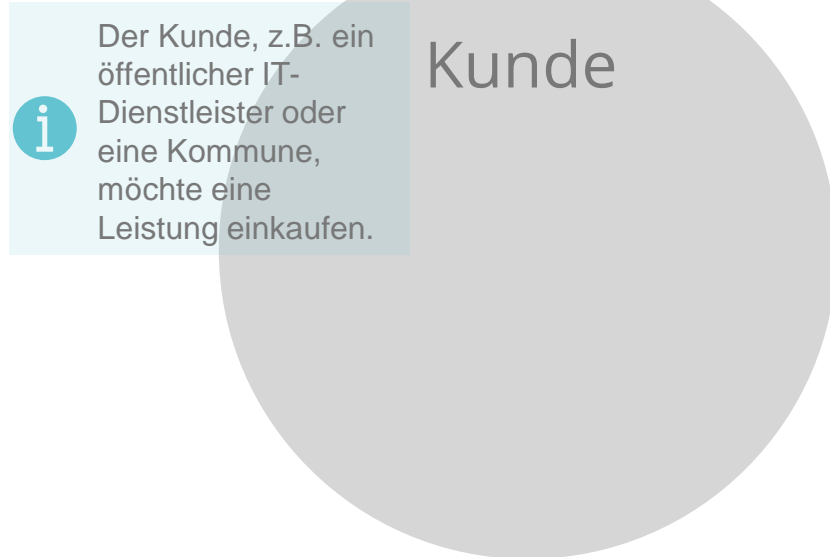 Der Kunde, z.B. ein
öffentlicher IT-
Dienstleister oder
eine Kommune,
möchte eine
Leistung einkaufen.
Kunde